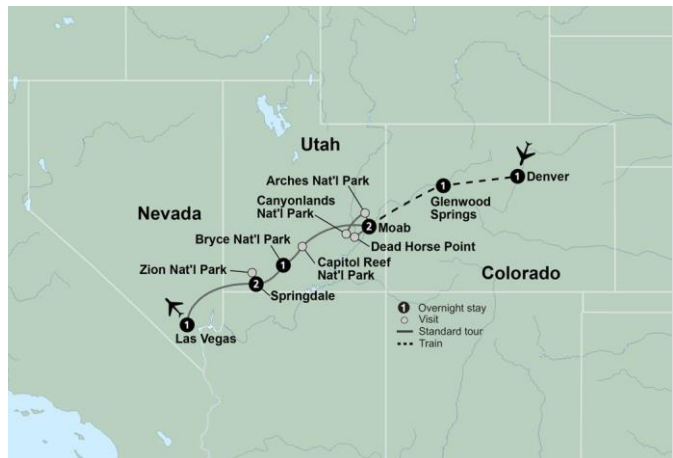 Utah
Arches Nat'l Park
Canyonlands
Nat'l Park
1
1
Denver
Glenwood
Springs
Nevada
2
Moab
Bryce Nat'l Park
Dead Horse Point
1
Capitol Reef
Nat'l Park
Zion Nat'l Park
Colorado
2
Springdale
1
Las Vegas
1 Overnight stay
Visit
Standard tour
Train